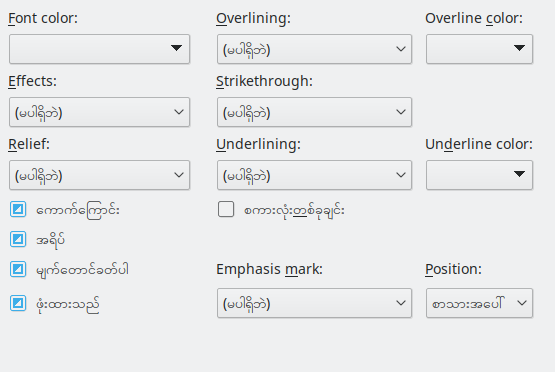 Font color: Overlining: Overline color:
(မပါရှိဘဲ)
Effects: Strikethrough:
(မပါရှိဘဲ) (မပါရှိဘဲ)
Relief: Underlining: Underline color:
(မပါရှိဘဲ) (မပါရှိဘဲ)
ကောက်ကြောင်း စကားလုံးတစ်ခုချင်း
အရိပ်
မျက်တောင်ခတ်ပါ Emphasis mark: Position:
ဖုံးထားသည် (မပါရှိဘဲ) စာသားအပေါ်